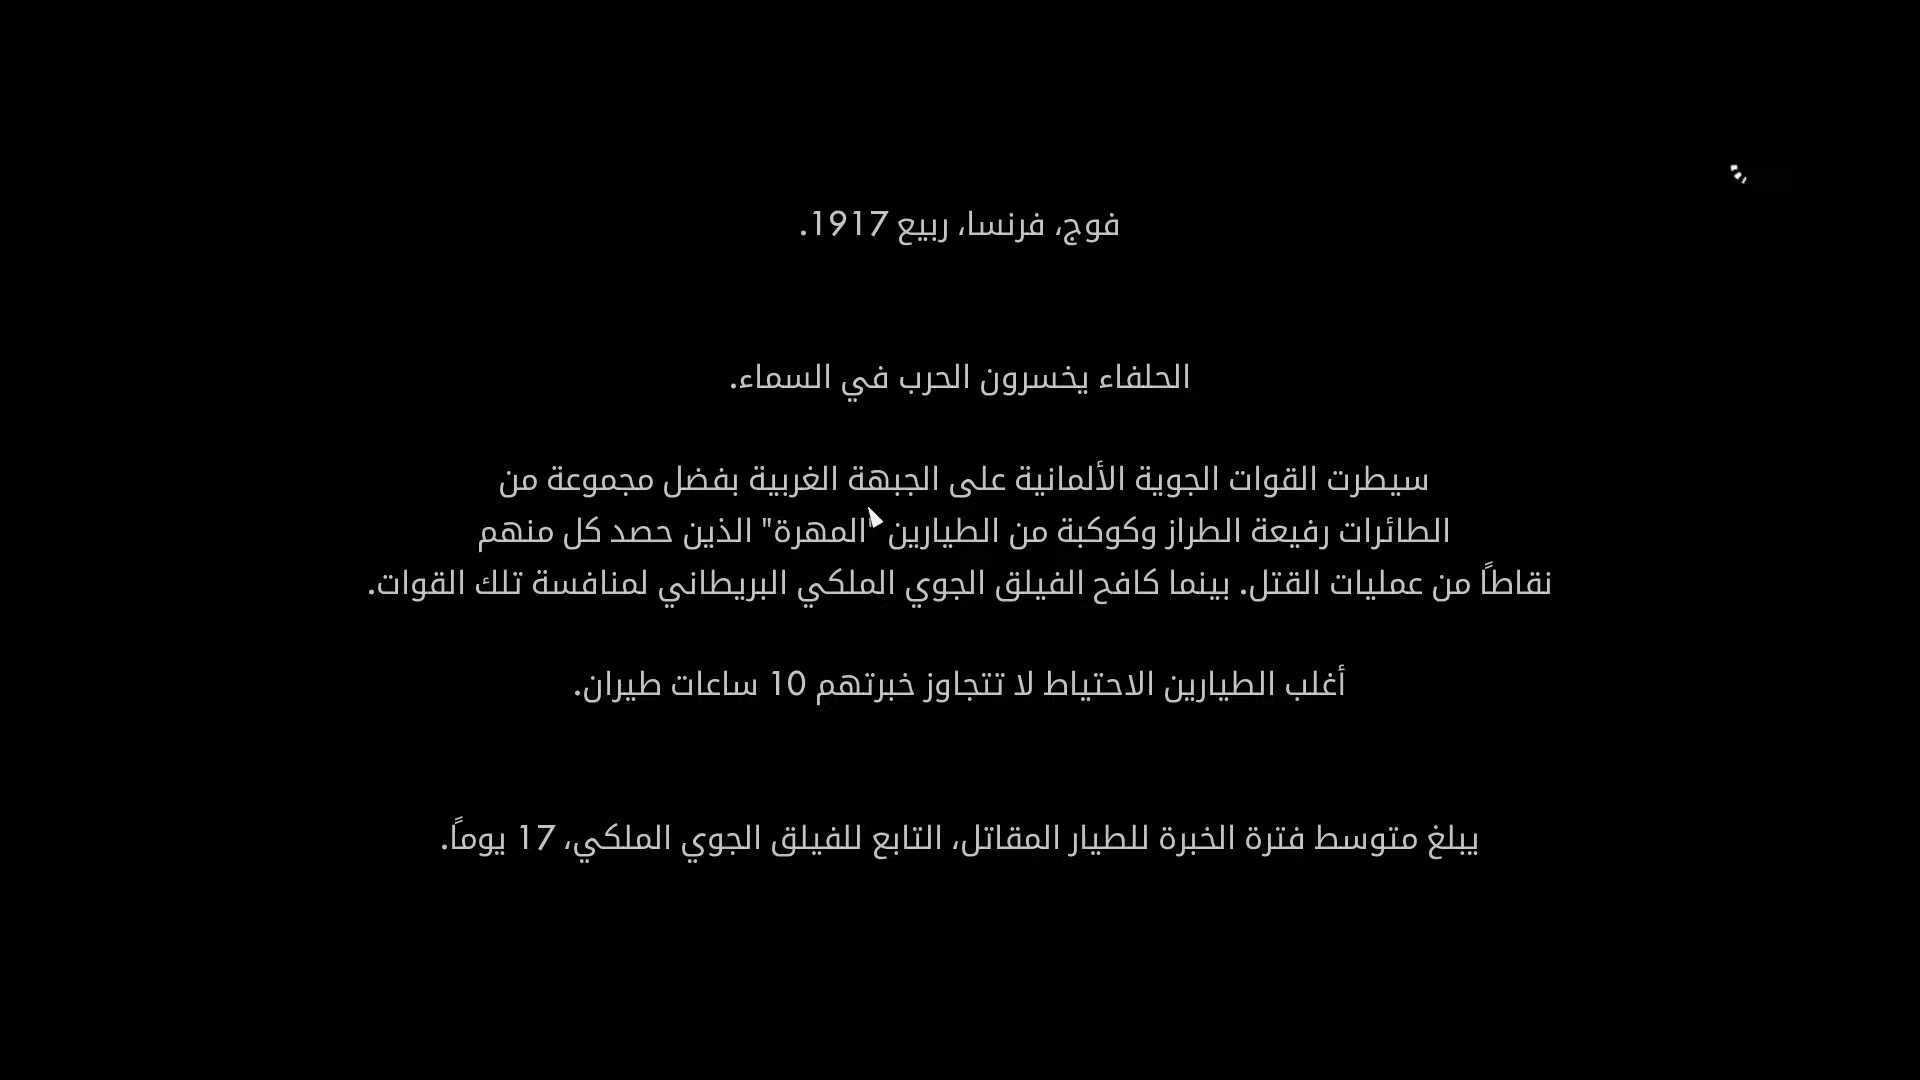 فوج، فرنسا، ربيع 1917.
الحلفاء يخسرون الحرب في السماء.
سيطرت القوات الجوية الألمانية على الجبهة الغربية بفضل مجموعة من
الطائرات رفيعة الطراز وكوكبة من الطيارين "المهرة" الذين حصد كل منهم
نقاطاً من عمليات القتل. بينما كافح الفيلق الجوي الملكي البريطاني لمنافسة تلك القوات.
أغلب الطيارين الاحتياط لا تتجاوز خبرتهم 10 ساعات طيران.
يبلغ متوسط فترة الخبرة للطيار المقاتل، التابع للفيلق الجوي الملكي، 17 يوماً.